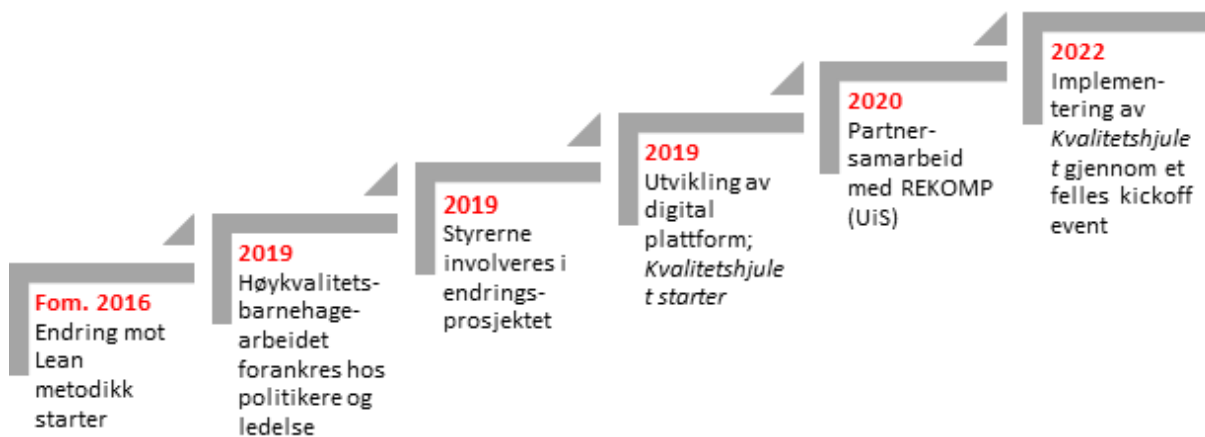 Fom. 2016
Endring mot
Lean
metodikk
starter
2019
Høykvalitets-
barnehage-
arbeidet
forankres hos
politikere og
ledelse
2019
Styrerne
involveres i
endrings-
prosjektet
2019
Utvikling av
digital
plattform;
Kvalitetshjule
t starter
2020
Partner-
samarbeid
med REKOMP
(UiS)
2022
Implemen-
tering av
Kvalitetshjule
t gjennom et
felles kickoff
event